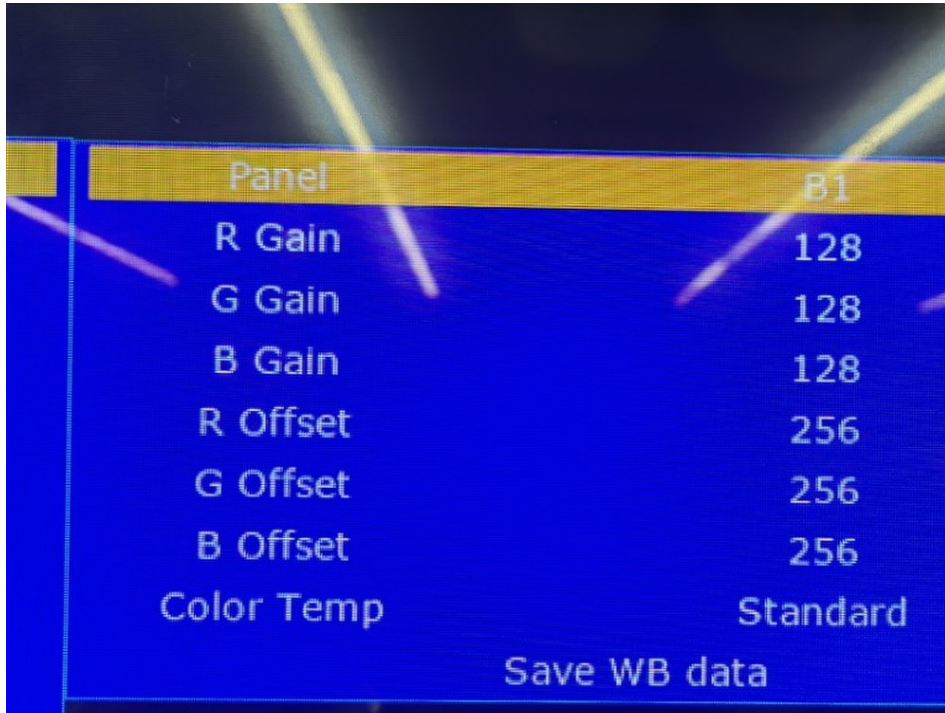 Panel B1
R Gain 128
G Gain 128
B Gain 128
R Offset 256
G Offset 256
B Offset 256
Color Temp Standard
Save WB data